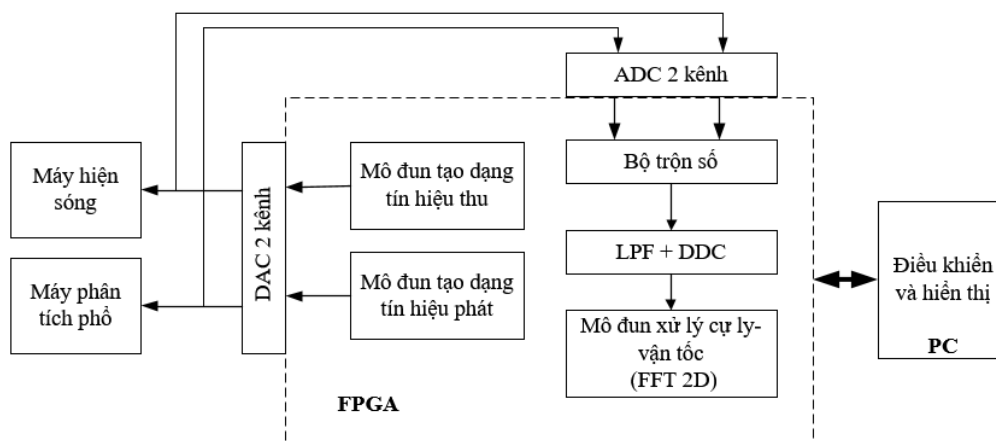 ADC 2 kênh
Máy hiện
sóng
Máy phân
tích phổ
DAC 2 kênh
Mô đun tạo dạng
tín hiệu thu
Mô đun tạo dạng
tín hiệu phát
Bộ trộn số
LPF + DDC
Mô đun xử lý cự ly-
vận tốc
(FFT 2D)
FPGA
Điều khiển
và hiển thị
PC